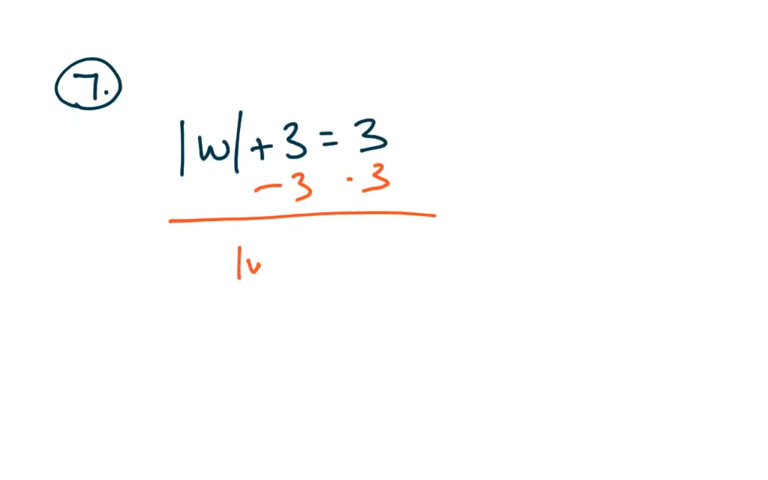 7.
|w| + 3 = 3
- 3 · 3
|v